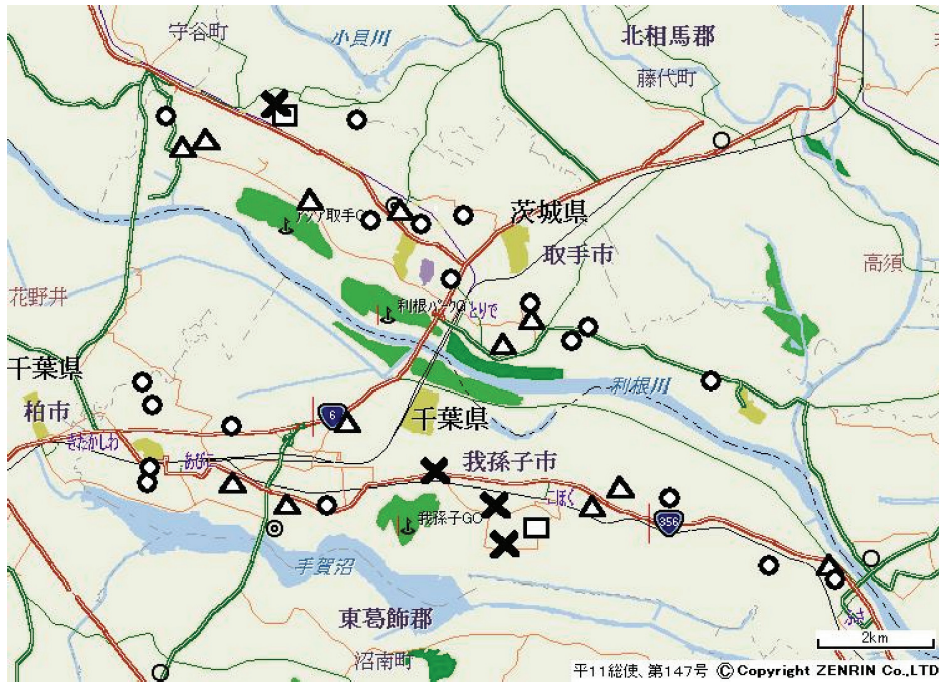 守谷町
小貝川
北相馬郡
藤代町
アジア取手GC
茨城県
取手市
高須
花野井
利根パークG
とりで
千葉県
柏市
きたかしわ
6
千葉県
利根川
あびこ
我孫子市
こほく
356
我孫子GC
手賀沼
東葛飾郡
沼南町
ふさ
2km
平11総使、第147号 © Copyright ZENRIN Co.,LTD